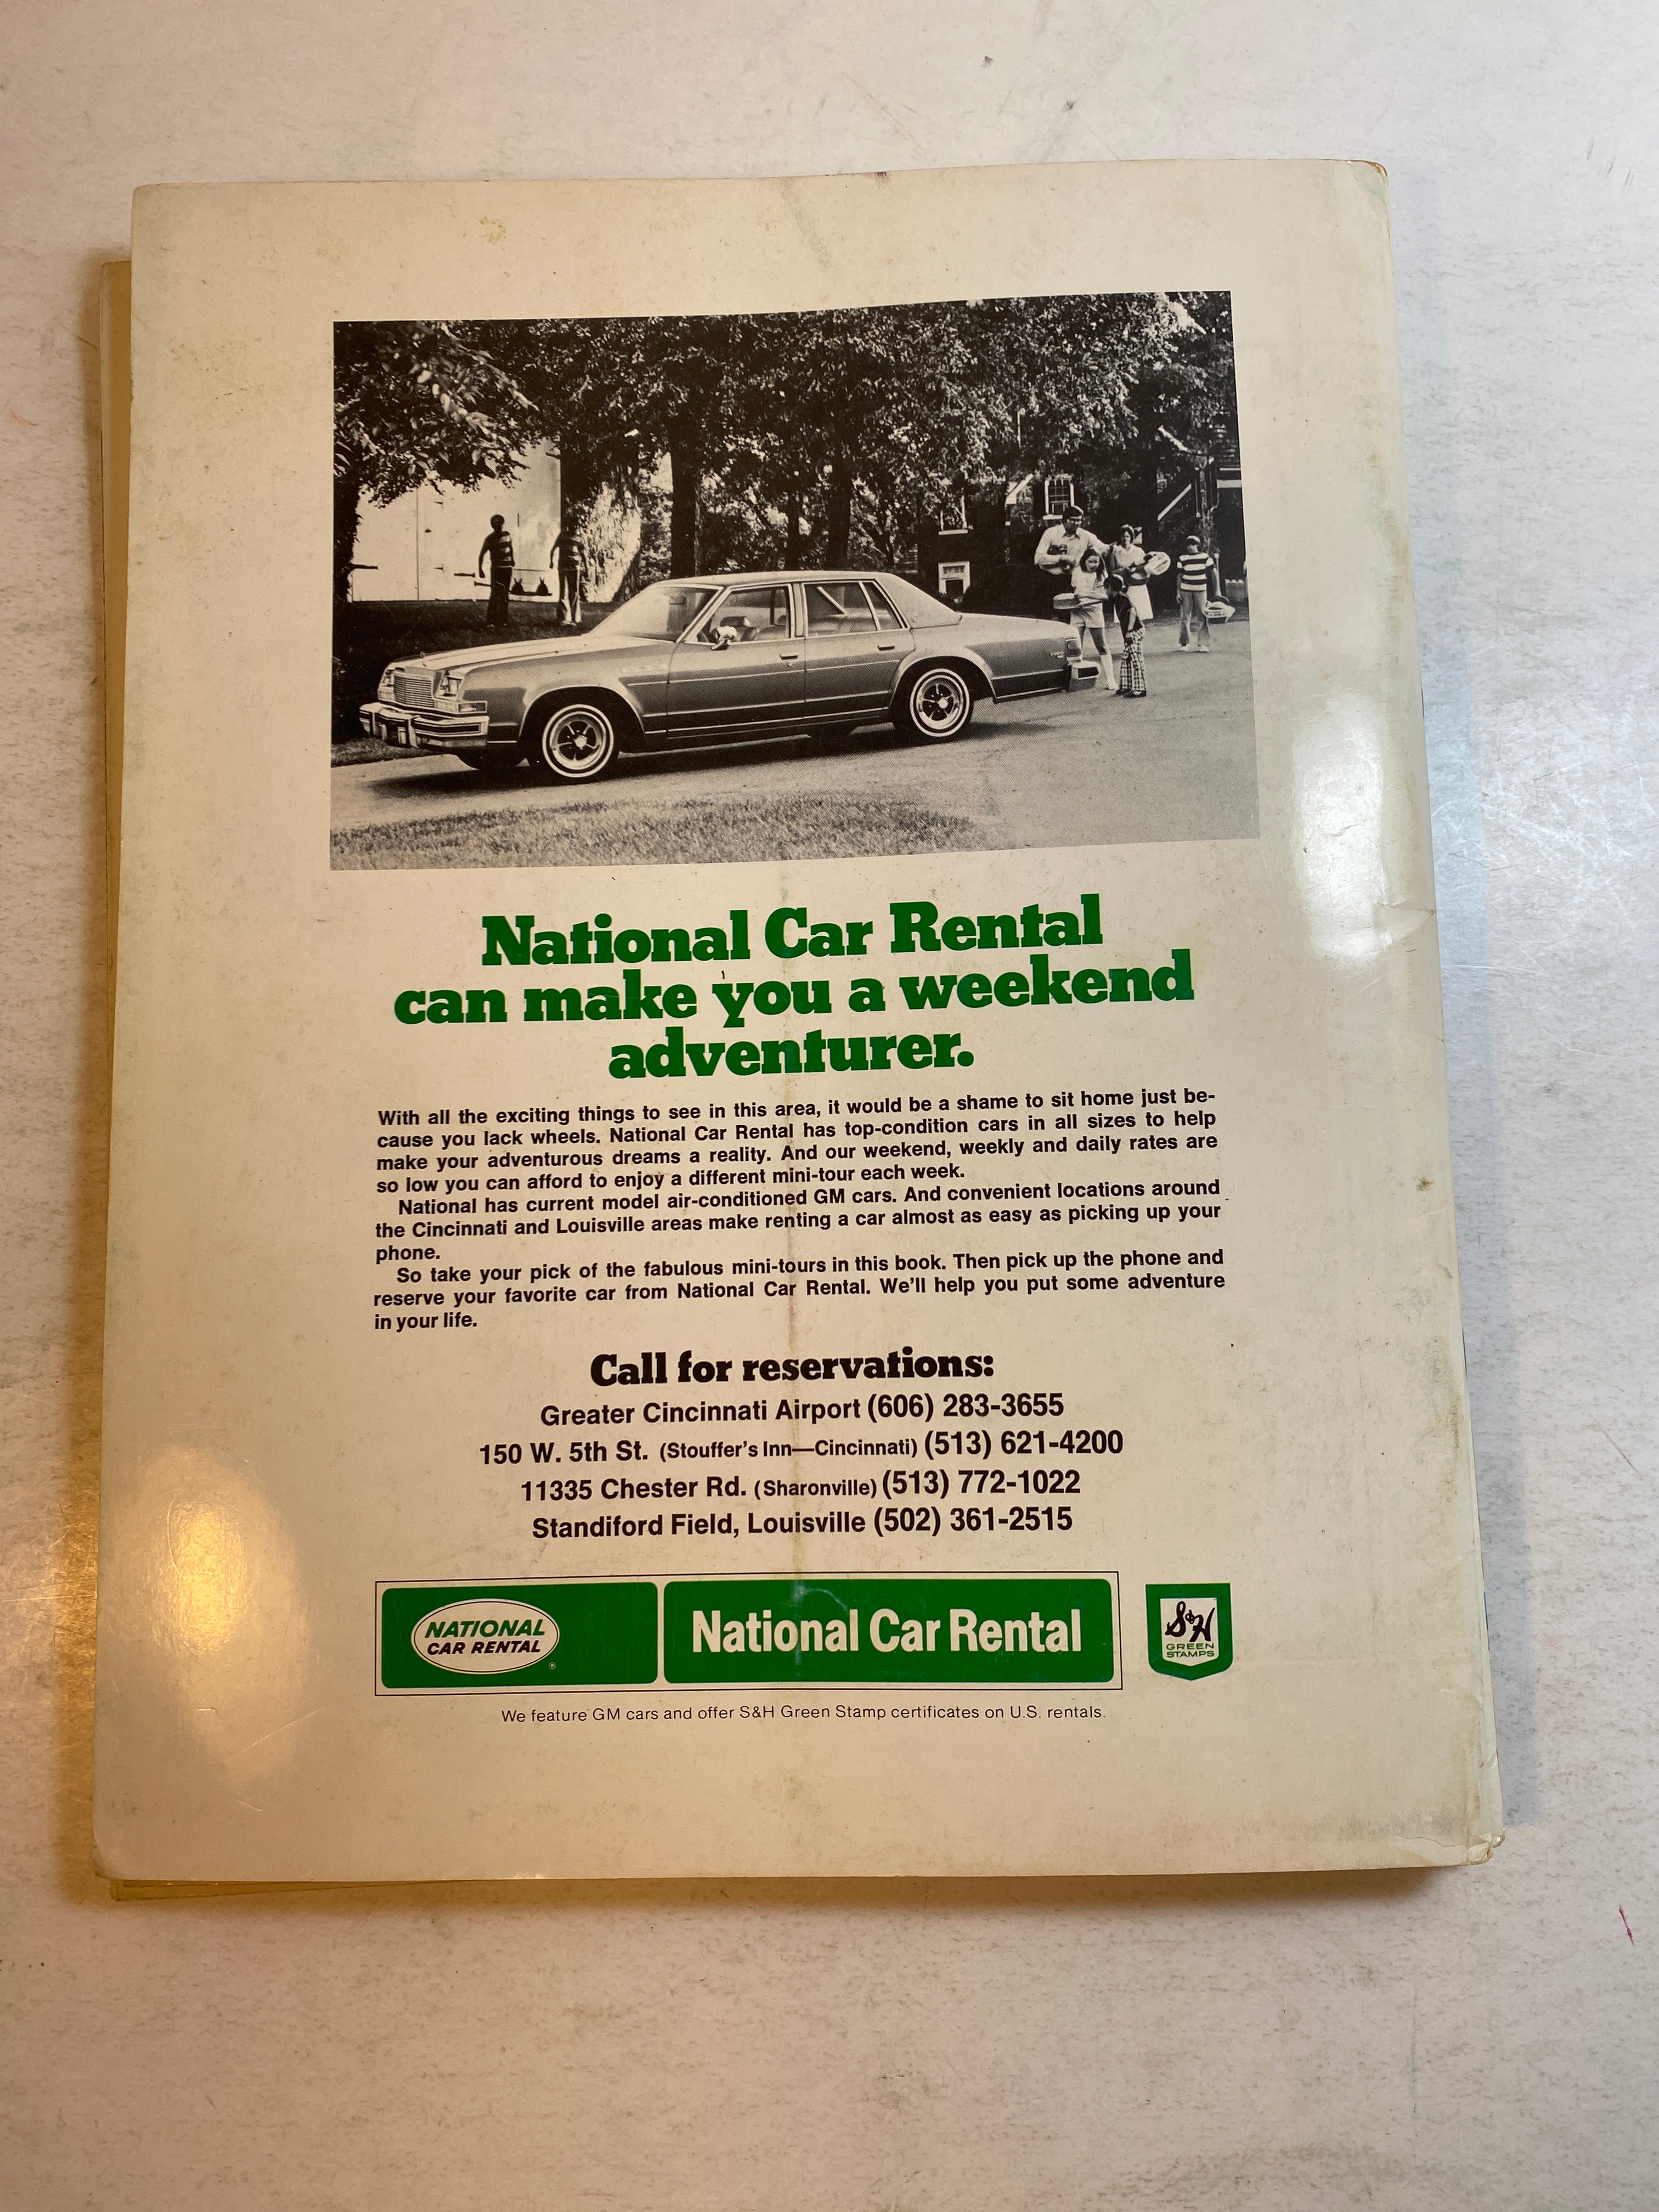 National Car Rental
can make you a weekend
adventurer.
With all the exciting things to see in this area, it would be a shame to sit home just be-
cause you lack wheels. National Car Rental has top-condition cars in all sizes to help
make your adventurous dreams a reality. And our weekend, weekly and daily rates are
so low you can afford to enjoy a different mini-tour each week.
National has current model air-conditioned GM cars. And convenient locations around
the Cincinnati and Louisville areas make renting a car almost as easy as picking up your
phone.
So take your pick of the fabulous mini-tours in this book. Then pick up the phone and
reserve your favorite car from National Car Rental. We'll help you put some adventure
in your life.
Call for reservations:
Greater Cincinnati Airport (606) 283-3655
150 W. 5th St. (Stouffer's Inn—Cincinnati) (513) 621-4200
11335 Chester Rd. (Sharonville) (513) 772-1022
Standiford Field, Louisville (502) 361-2515
NATIONAL
CAR RENTAL
®
National Car Rental
S&H
GREEN
STAMPS
We feature GM cars and offer S&H Green Stamp certificates on U.S. rentals.